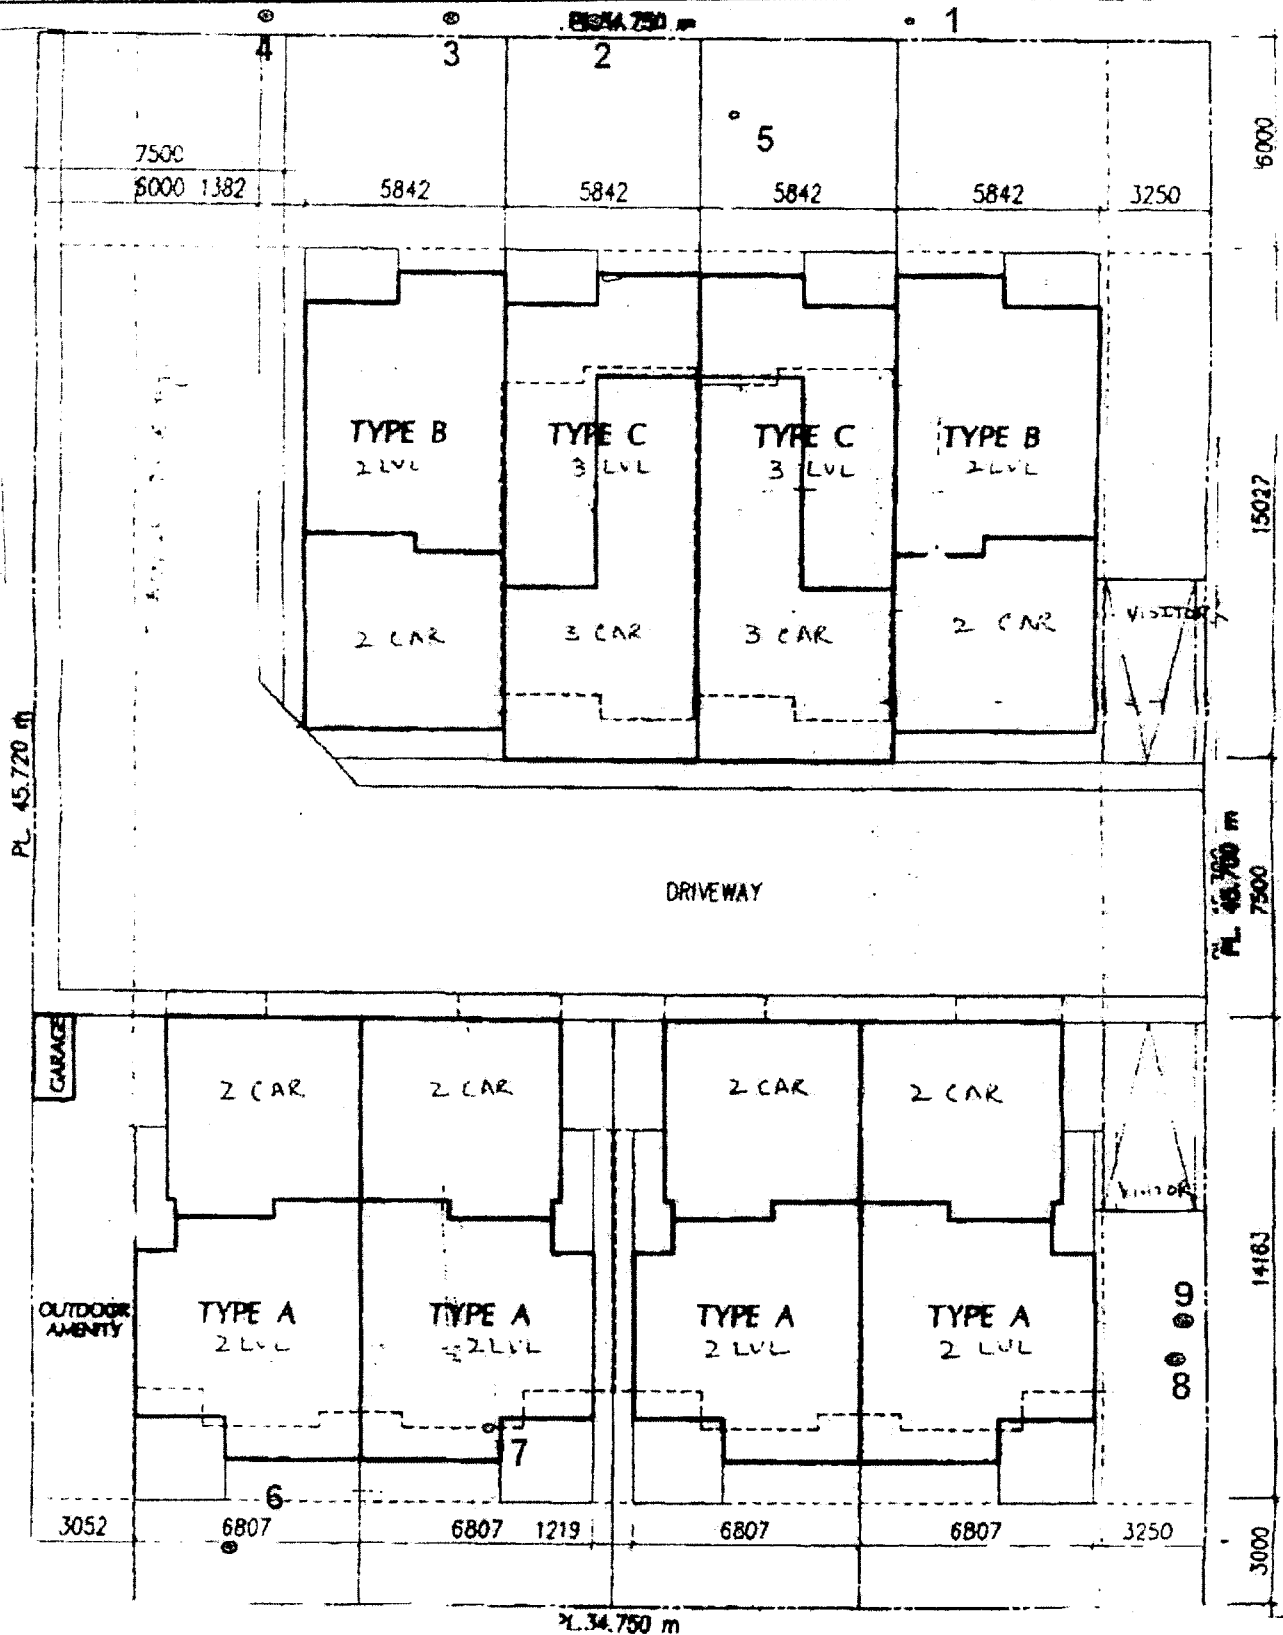 1
4
3
2
5
7500
6000
6000 1382
5842
5842
5842
5842
3250
TYPE B
2 LVL
TYPE C
3 LVL
TYPE C
3 LVL
TYPE B
2 LVL
15027
2 CAR
3 CAR
3 CAR
2 CAR
VISITOR
PL. 45.720 m
DRIVEWAY
7500
GARAGE
2 CAR
2 CAR
2 CAR
2 CAR
VISITOR
14163
OUTDOOR
AMENITY
TYPE A
2 LVL
TYPE A
2 LVL
TYPE A
2 LVL
TYPE A
2 LVL
9
8
7
6
3052
6807
6807
1219
6807
6807
3250
3000
PL.34.750 m